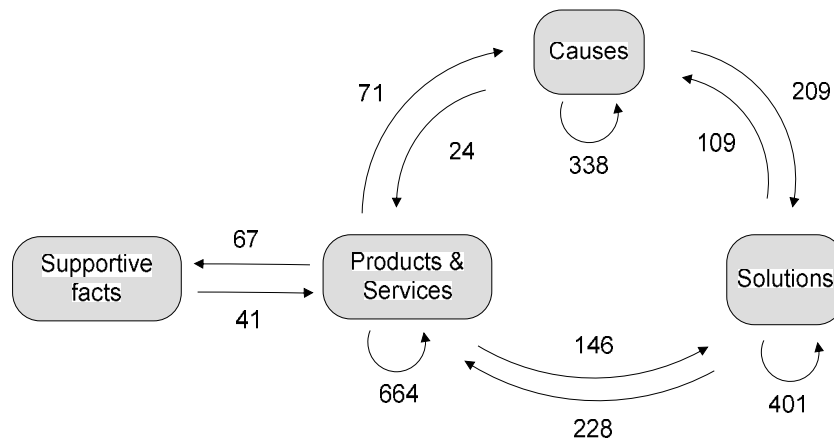 Causes
71
209
24
338
109
67
Supportive
facts
Products &
Services
Solutions
41
146
664
228
401